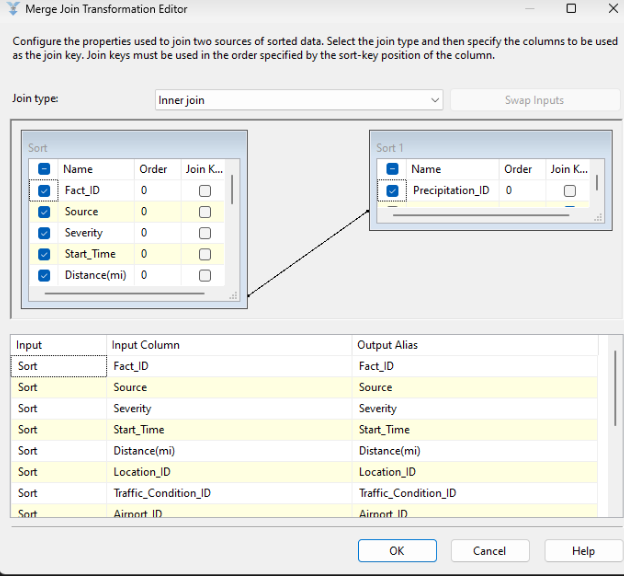 Merge Join Transformation Editor
Configure the properties used to join two sources of sorted data. Select the join type and then specify the columns to be used
as the join key. Join keys must be used in the order specified by the sort-key position of the column.
Join type: Inner join Swap Inputs
Sort
Name Order Join K...
Fact_ID 0
Source 0
Severity 0
Start_Time 0
Distance(mi) 0
Sort 1
Name Order Join K...
Precipitation_ID 0
Input Input Column Output Alias
Sort Fact_ID Fact_ID
Sort Source Source
Sort Severity Severity
Sort Start_Time Start_Time
Sort Distance(mi) Distance(mi)
Sort Location_ID Location_ID
Sort Traffic_Condition_ID Traffic_Condition_ID
Sort Airport_ID Airport_ID
OK Cancel Help